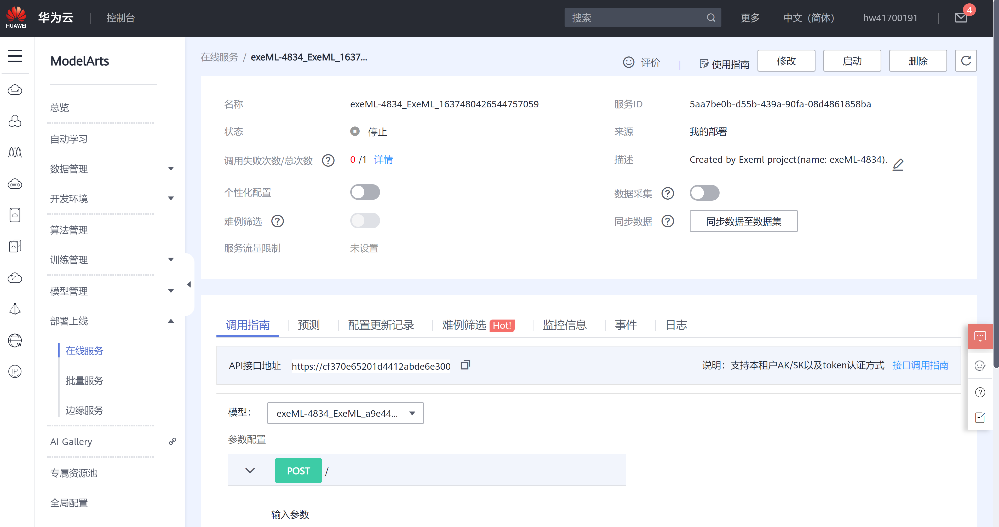 HUAWEI 华为云 控制台 搜索 更多 中文（简体） hw41700191 4
ModelArts
总览
自动学习
数据管理
开发环境
算法管理
训练管理
模型管理
部署上线
在线服务
批量服务
边缘服务
AI Gallery
专属资源池
全局配置
在线服务 / exeML-4834_ExeML_1637...
评价 使用指南 修改 启动 删除
名称 exeML-4834_ExeML_1637480426544757059 服务ID 5aa7be0b-d55b-439a-90fa-08d4861858ba
状态 停止 来源 我的部署
调用失败次数/总次数 ? 0 /1 详情 描述 Created by Exeml project(name: exeML-4834).
个性化配置 数据采集 ?
难例筛选 ? 同步数据 ? 同步数据至数据集
服务流量限制 未设置
调用指南 预测 配置更新记录 难例筛选 Hot! 监控信息 事件 日志
API接口地址 https://cf370e65201d4412abde6e300 说明：支持本租户AK/SK以及token认证方式 接口调用指南
模型： exeML-4834_ExeML_a9e44...
参数配置
POST /
输入参数
W
IP
?